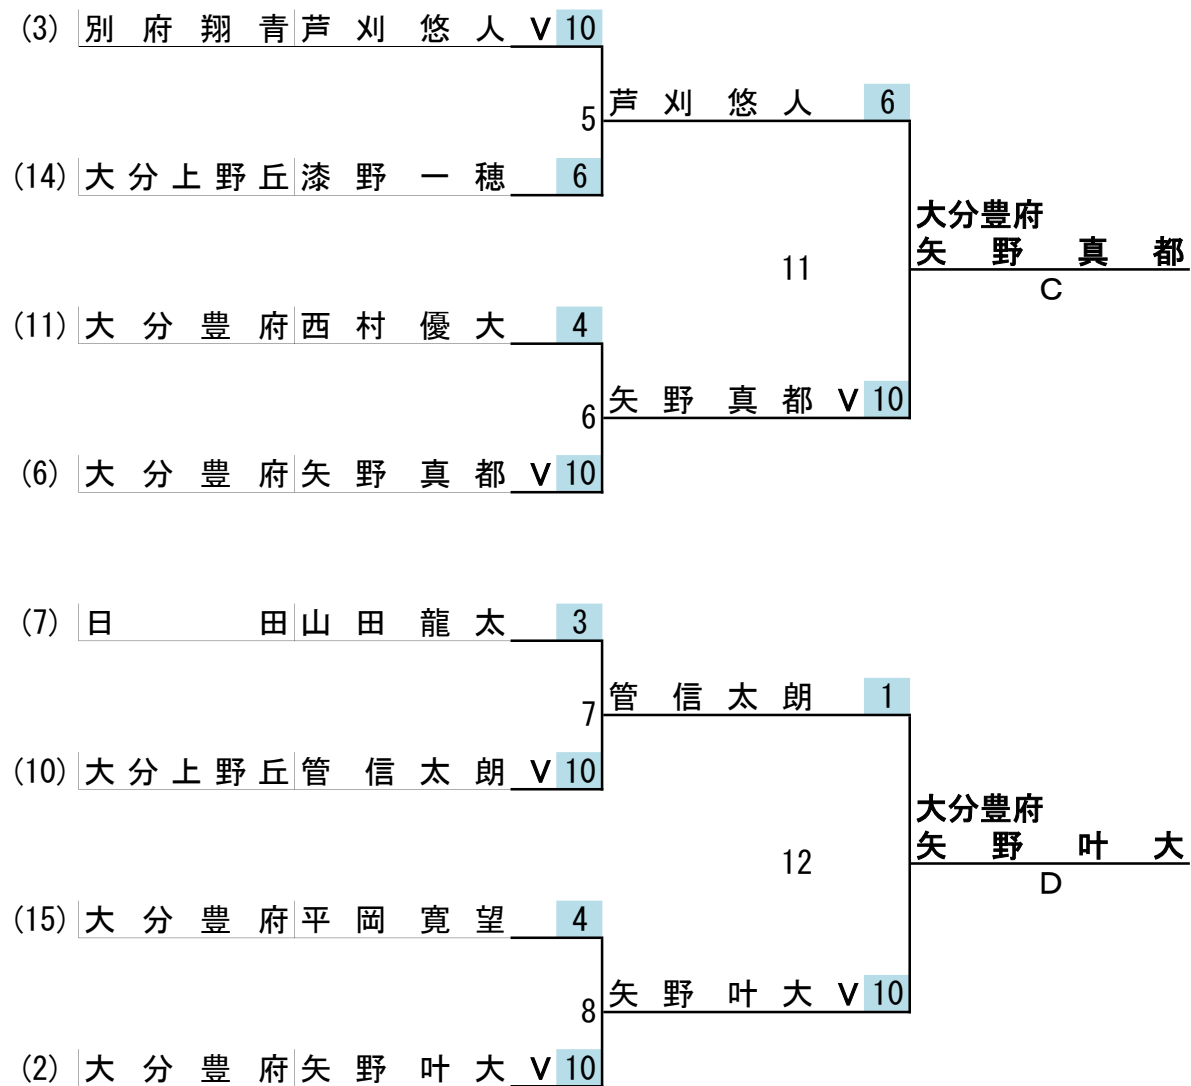 (3) 別府翔青 芦刈悠人 V 10
芦刈悠人 6
5
(14) 大分上野丘 漆野一穂 6
大分豊府
矢野真都
11
C
(11) 大分豊府 西村優大 4
矢野真都 V 10
6
(6) 大分豊府 矢野真都 V 10
(7) 日田 山田龍太 3
管信太朗 1
7
(10) 大分上野丘 管信太朗 V 10
大分豊府
矢野叶大
12
D
(15) 大分豊府 平岡寛望 4
矢野叶大 V 10
8
(2) 大分豊府 矢野叶大 V 10